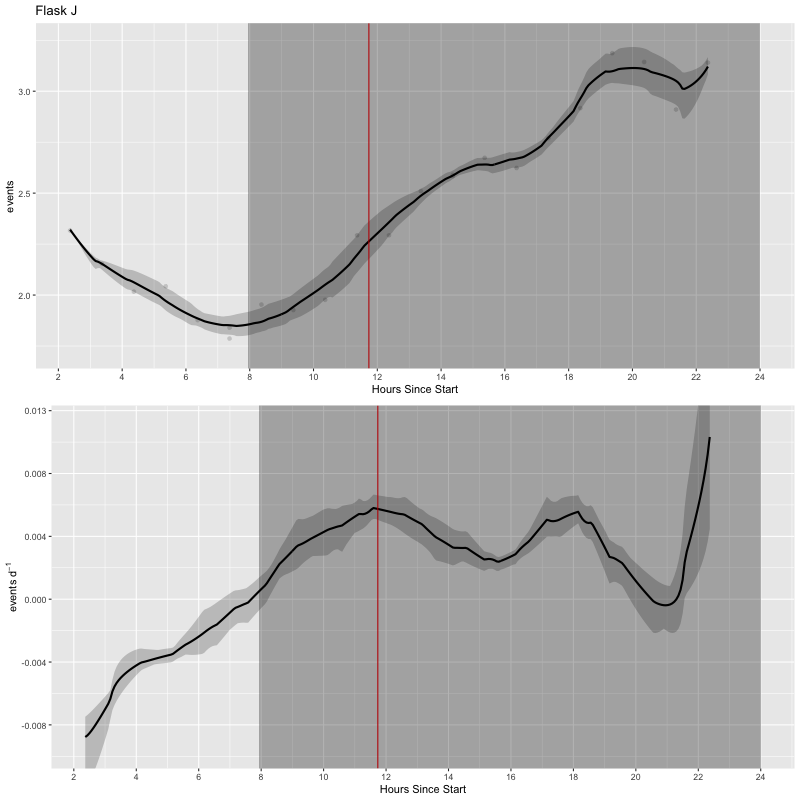 Flask J
events
3.0
2.5
2.0
2 4 6 8 10 12 14 16 18 20 22 24
Hours Since Start
events d⁻¹
0.013
0.008
0.004
0.000
-0.004
-0.008
2 4 6 8 10 12 14 16 18 20 22 24
Hours Since Start